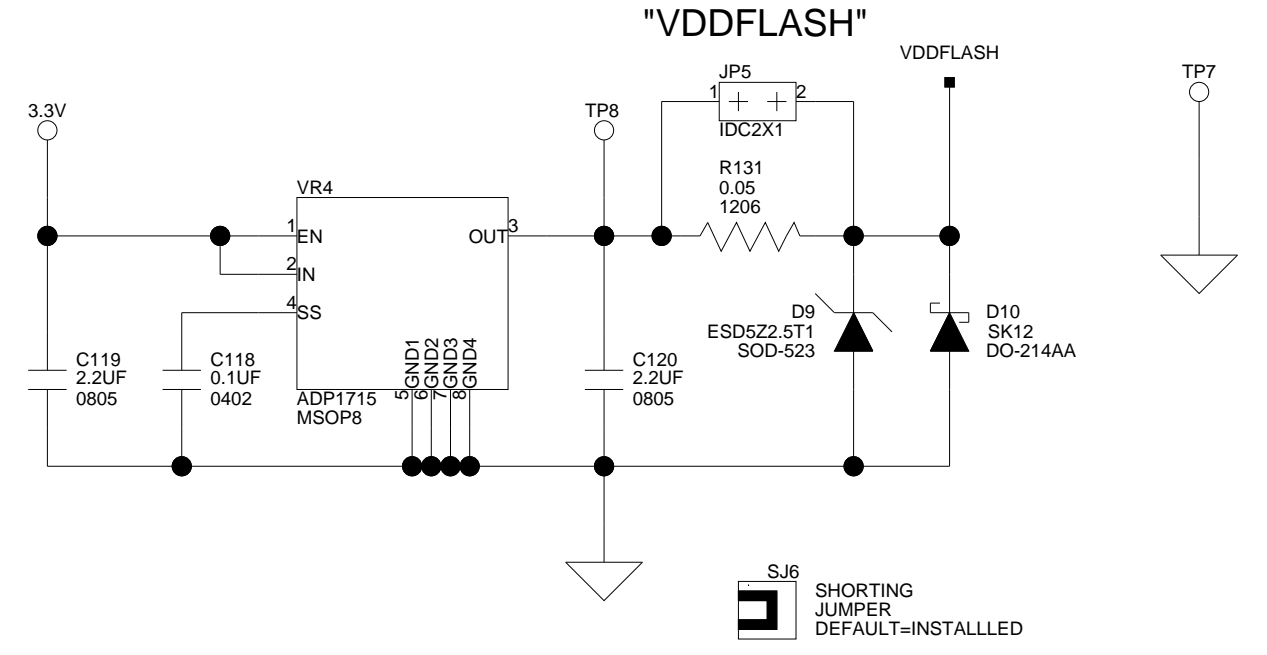 "VDDFLASH"
VDDFLASH
JP5
1
2
IDC2X1
TP7
3.3V
TP8
R131
0.05
1206
VR4
1
EN
OUT
3
2
IN
4
SS
D9
ESD5Z2.5T1
SOD-523
D10
SK12
DO-214AA
C119
2.2UF
0805
C118
0.1UF
0402
GND1
GND2
GND3
GND4
5
6
7
8
ADP1715
MSOP8
C120
2.2UF
0805
SJ6
SHORTING
JUMPER
DEFAULT=INSTALLLED